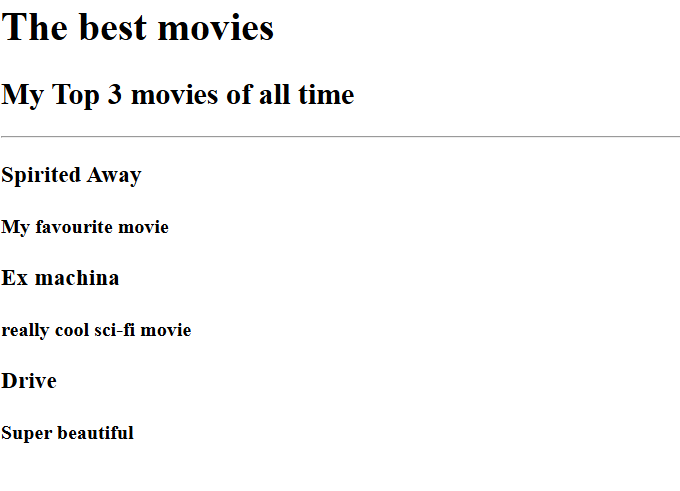 The best movies
My Top 3 movies of all time
Spirited Away
My favourite movie
Ex machina
really cool sci-fi movie
Drive
Super beautiful